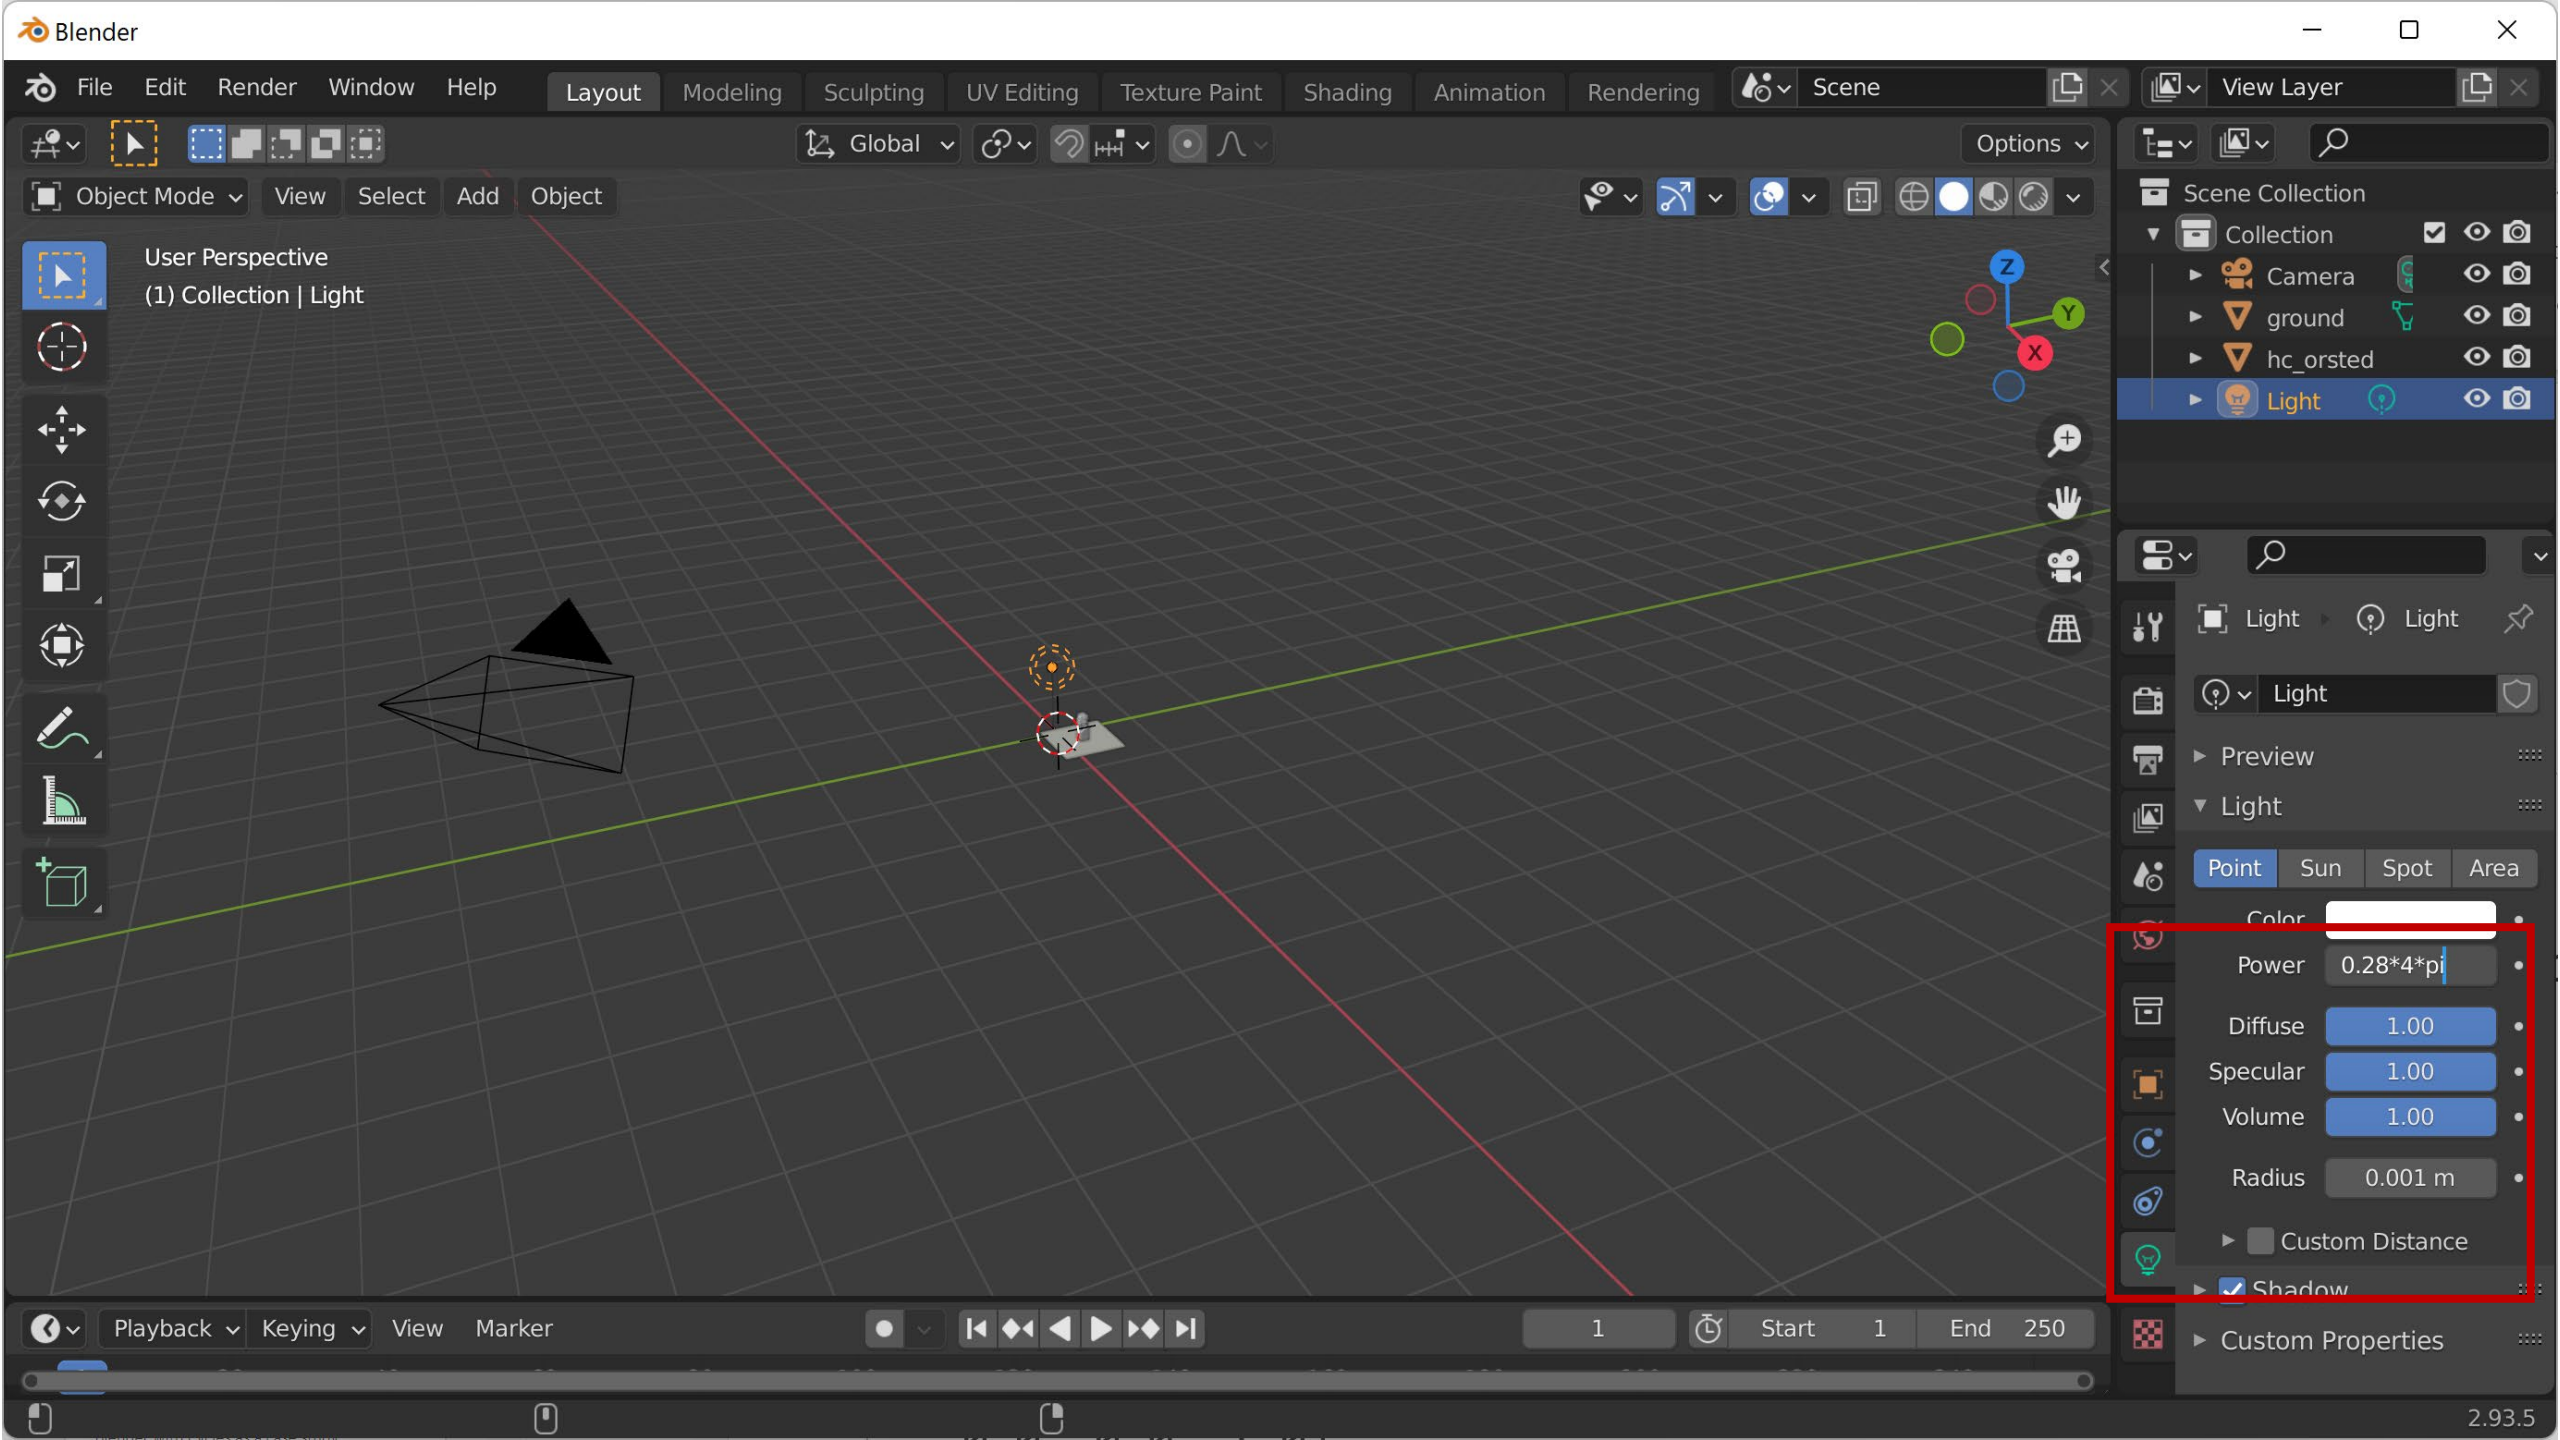 Blender
File Edit Render Window Help Layout Modeling Sculpting UV Editing Texture Paint Shading Animation Rendering Scene View Layer
Global Options
Object Mode View Select Add Object
User Perspective
(1) Collection | Light
Z
Y
X
Scene Collection
Collection
Camera
ground
hc_orsted
Light
Light Light
Light
Preview
Light
Point Sun Spot Area
Color
Power 0.28*4*pi
Diffuse 1.00
Specular 1.00
Volume 1.00
Radius 0.001 m
Custom Distance
Shadow
Custom Properties
Playback Keying View Marker 1 Start 1 End 250
2.93.5